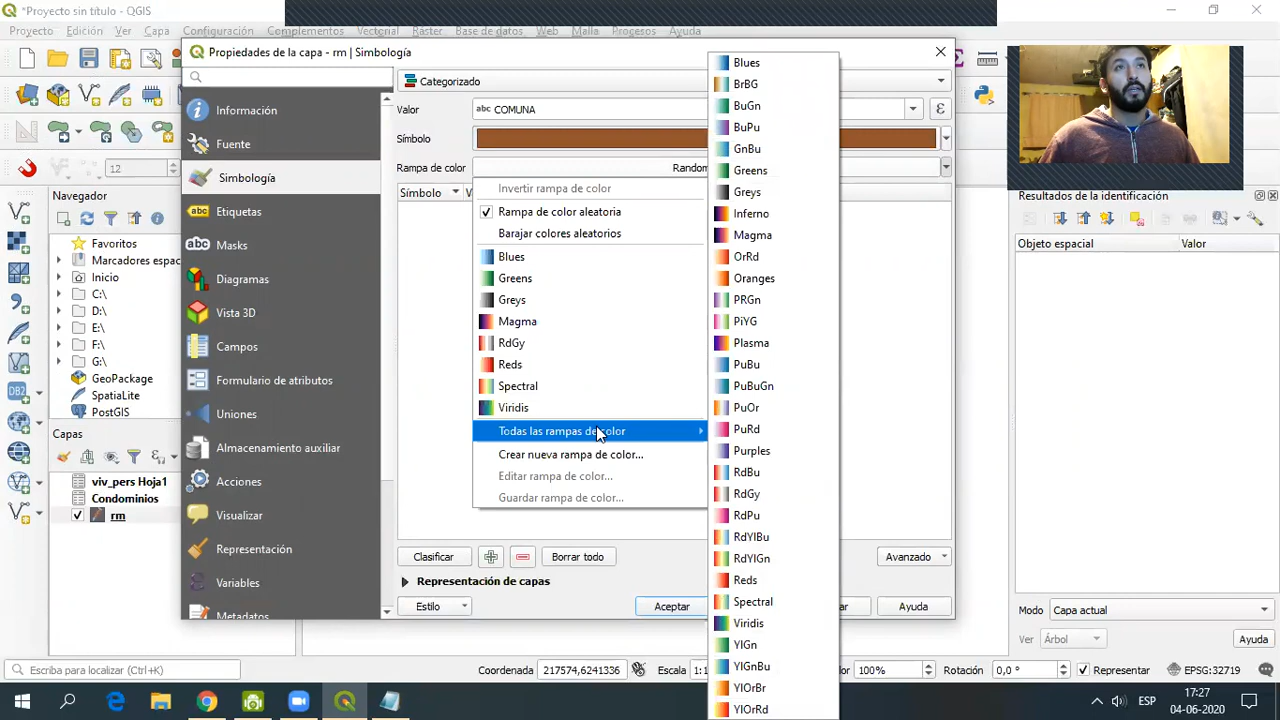 *Proyecto sin título - QGIS
Proyecto Edición Ver Capa Configuración Complementos Vectorial Ráster Base de datos Web Malla Procesos Ayuda
Propiedades de la capa - rm | Simbología
Información
Fuente
Simbología
Etiquetas
Masks
Diagramas
Vista 3D
Campos
Formulario de atributos
Uniones
Almacenamiento auxiliar
Acciones
Visualizar
Representación
Variables
Metadatos
Categorizado
Valor
abc COMUNA
Símbolo
Rampa de color
Random
Símbolo
Invertir rampa de color
Rampa de color aleatoria
Barajar colores aleatorios
Blues
Greens
Greys
Magma
RdGy
Reds
Spectral
Viridis
Todas las rampas de color
Crear nueva rampa de color...
Editar rampa de color...
Guardar rampa de color...
Blues
BrBG
BuGn
BuPu
GnBu
Greens
Greys
Inferno
Magma
OrRd
Oranges
PRGn
PiYG
Plasma
PuBu
PuBuGn
PuOr
PuRd
Purples
RdBu
RdGy
RdPu
RdYlBu
RdYlGn
Reds
Spectral
Viridis
YlGn
YlGnBu
YlOrBr
YlOrRd
Clasificar
Borrar todo
Avanzado
Representación de capas
Estilo
Aceptar
Ayuda
12
Navegador
Favoritos
Marcadores espac
Inicio
C:\
D:\
E:\
F:\
G:\
GeoPackage
SpatiaLite
PostGIS
Capas
viv_pers Hoja1
Condominios
rm
Resultados de la identificación
Objeto espacial Valor
Modo Capa actual
Ver Árbol
Ayuda
Escriba para localizar (Ctrl+K)
Coordenada 217574,6241336
Escala 1:1
100%
Rotación 0,0 °
Representar
EPSG:32719
ESP
17:27
04-06-2020